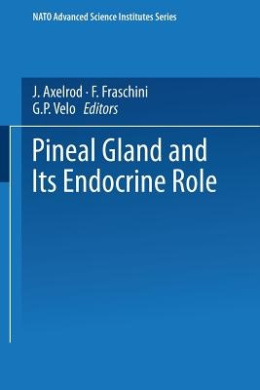 NATO Advanced Science Institutes Series
J. Axelrod · F. Fraschini
G.P. Velo Editors
Pineal Gland and
Its Endocrine Role